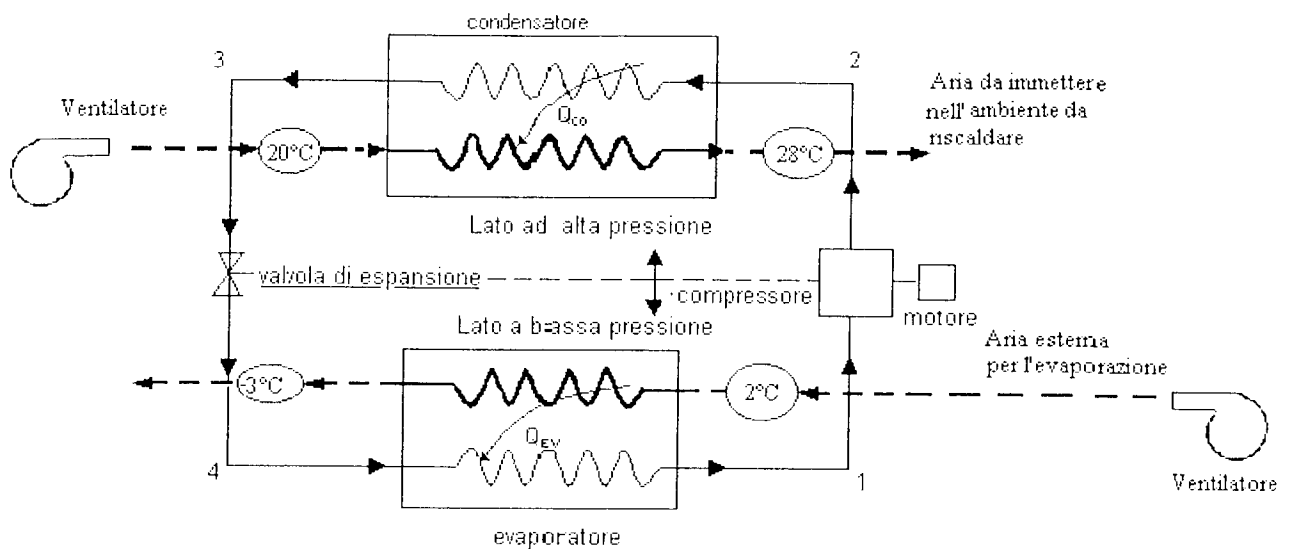 condensatore
3
2
Aria da immettere
nell'ambiente da
riscaldare
Ventilatore
Qco
20°C
28°C
Lato ad alta pressione
valvola di espansione
compressore
motore
Lato a bassa pressione
Aria esterna
per l'evaporazione
-3°C
2°C
QEV
4
1
Ventilatore
evaporatore